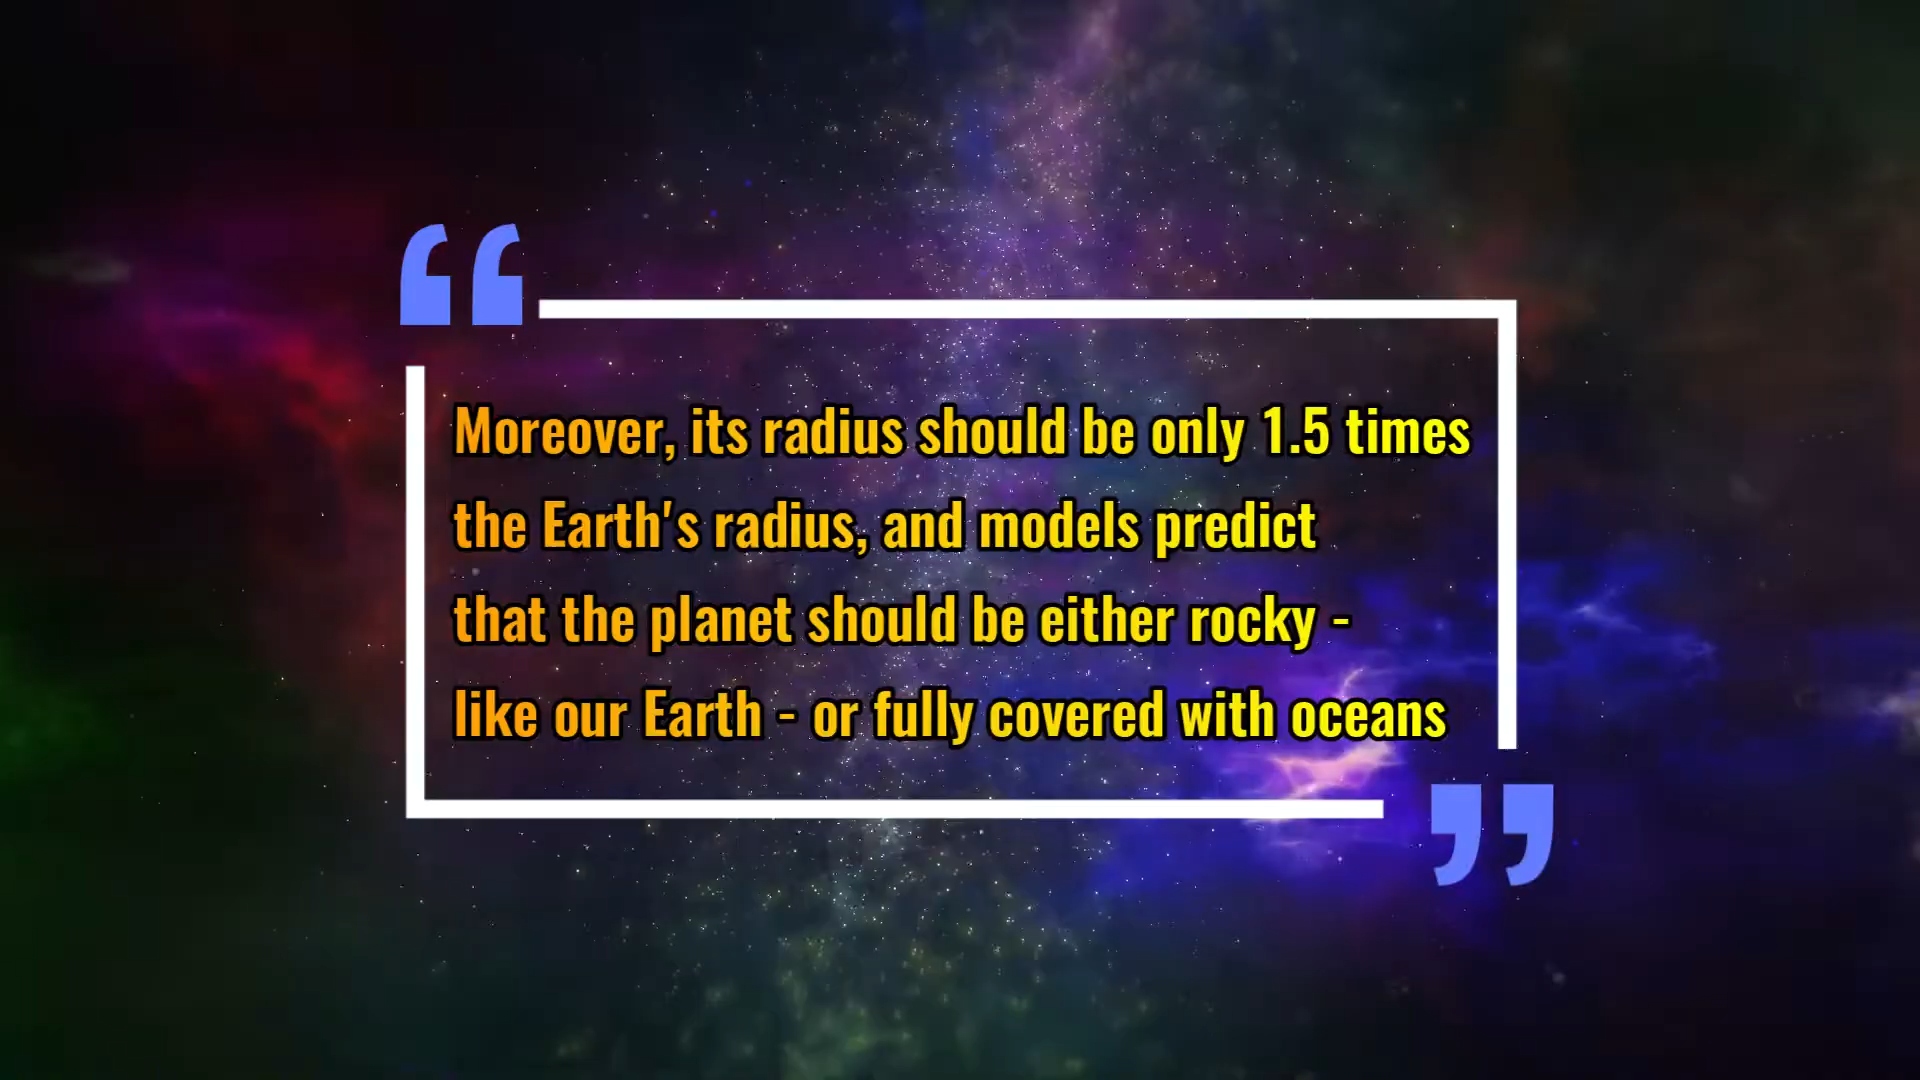 Moreover, its radius should be only 1.5 times
the Earth's radius, and models predict
that the planet should be either rocky -
like our Earth - or fully covered with oceans